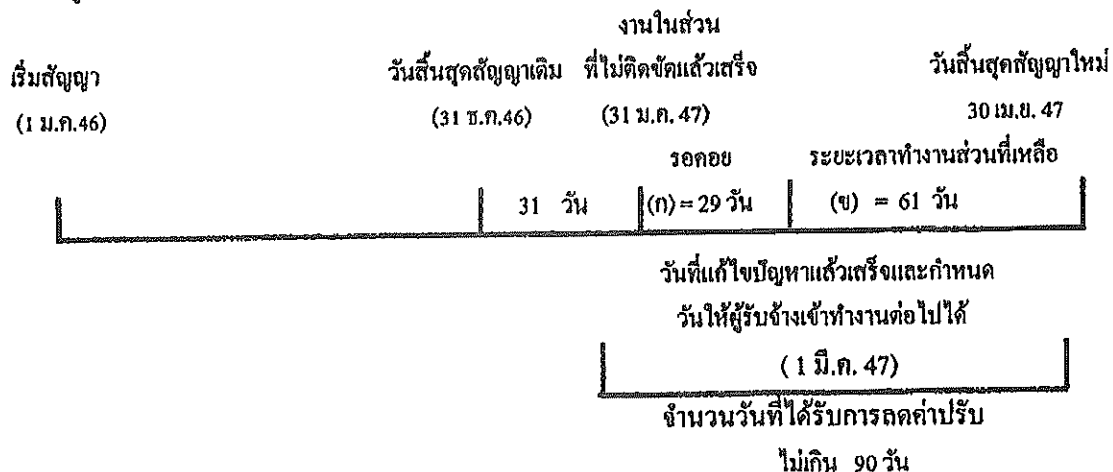 งานในส่วน
เริ่มสัญญา วันสิ้นสุดสัญญาเดิม ที่ไม่ติดขัดแล้วเสร็จ วันสิ้นสุดสัญญาใหม่
(1 ม.ค.46) (31 ธ.ค.46) (31 ม.ค. 47) 30 เม.ย. 47
รอคอย ระยะเวลาทำงานส่วนที่เหลือ
31 วัน (ก) = 29 วัน (ข) = 61 วัน
วันที่แก้ไขปัญหาแล้วเสร็จและกำหนด
วันให้ผู้รับจ้างเข้าทำงานต่อไปได้
( 1 มี.ค. 47)
จำนวนวันที่ได้รับการลดค่าปรับ
ไม่เกิน 90 วัน